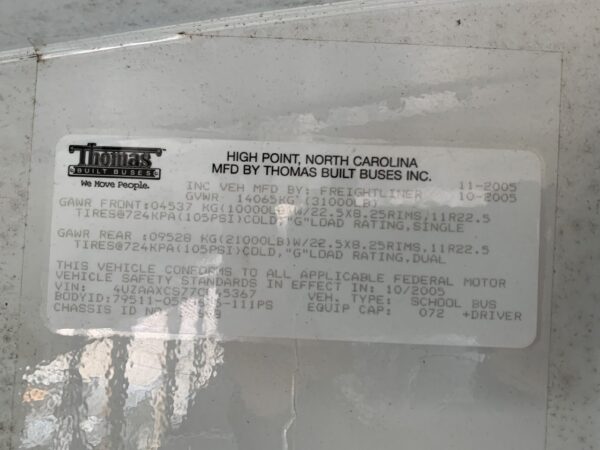 Thomas
BUILT BUSES
We Move People.
HIGH POINT, NORTH CAROLINA
MFD BY THOMAS BUILT BUSES INC.
INC VEH MFD BY: FREIGHTLINER 11-2005
GVWR 14065KG (31000LB) 10-2005
GAWR FRONT:04537 KG(10000LB)W/22.5X8.25RIMS,11R22.5
TIRES@724KPA(105PSI)COLD,"G"LOAD RATING,SINGLE
GAWR REAR :09528 KG(21000LB)W/22.5X8.25RIMS,11R22.5
TIRES@724KPA(105PSI)COLD,"G"LOAD RATING,DUAL
THIS VEHICLE CONFORMS TO ALL APPLICABLE FEDERAL MOTOR
VEHICLE SAFETY STANDARDS IN EFFECT IN: 10/2005
VIN: VEH. TYPE: SCHOOL BUS
BODYID: EQUIP CAP: 072 +DRIVER
CHASSIS ID